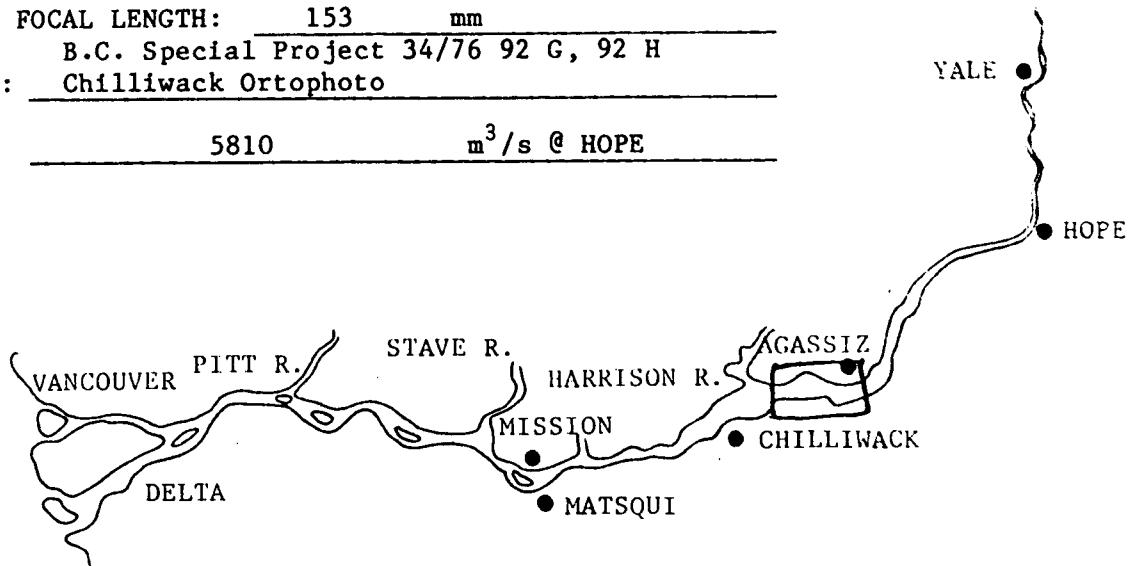 FOCAL LENGTH: 153 mm
B.C. Special Project 34/76 92 G, 92 H
: Chilliwack Ortophoto
5810 m³/s @ HOPE
YALE
HOPE
AGASSIZ
STAVE R.
PITT R.
HARRISON R.
VANCOUVER
MISSION
CHILLIWACK
DELTA
MATSQUI